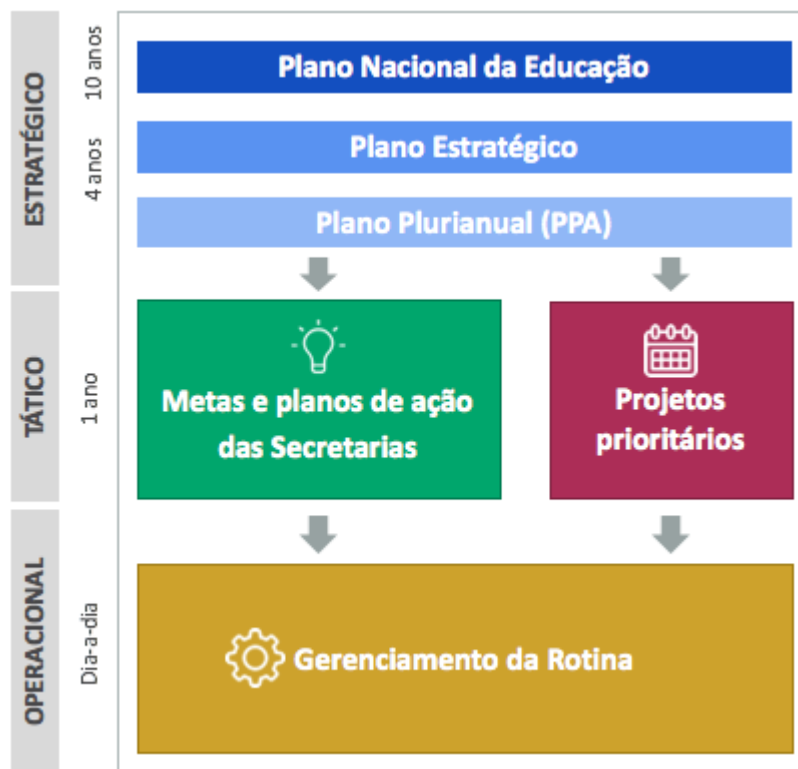 ESTRATÉGICO
10 anos
Plano Nacional da Educação
4 anos
Plano Estratégico
Plano Plurianual (PPA)
TÁTICO
1 ano
Metas e planos de ação
das Secretarias
Projetos
prioritários
OPERACIONAL
Dia-a-dia
Gerenciamento da Rotina